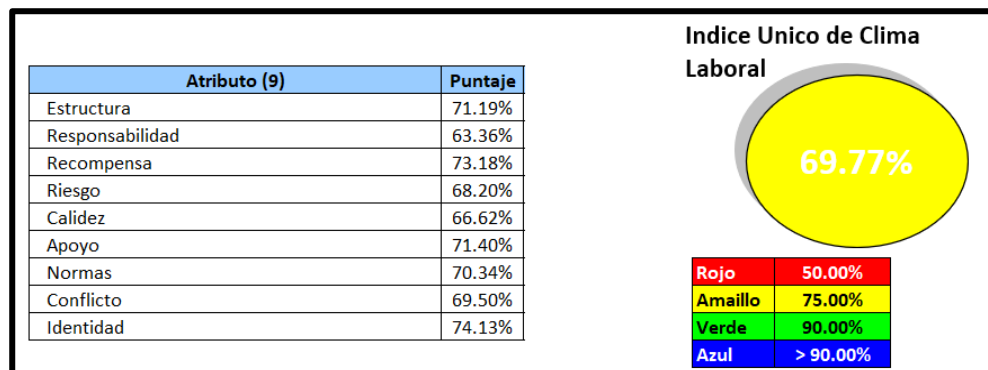 Indice Unico de Clima
Laboral
69.77%
Atributo (9) Puntaje
Estructura 71.19%
Responsabilidad 63.36%
Recompensa 73.18%
Riesgo 68.20%
Calidez 66.62%
Apoyo 71.40%
Normas 70.34%
Conflicto 69.50%
Identidad 74.13%
Rojo 50.00%
Amaillo 75.00%
Verde 90.00%
Azul > 90.00%